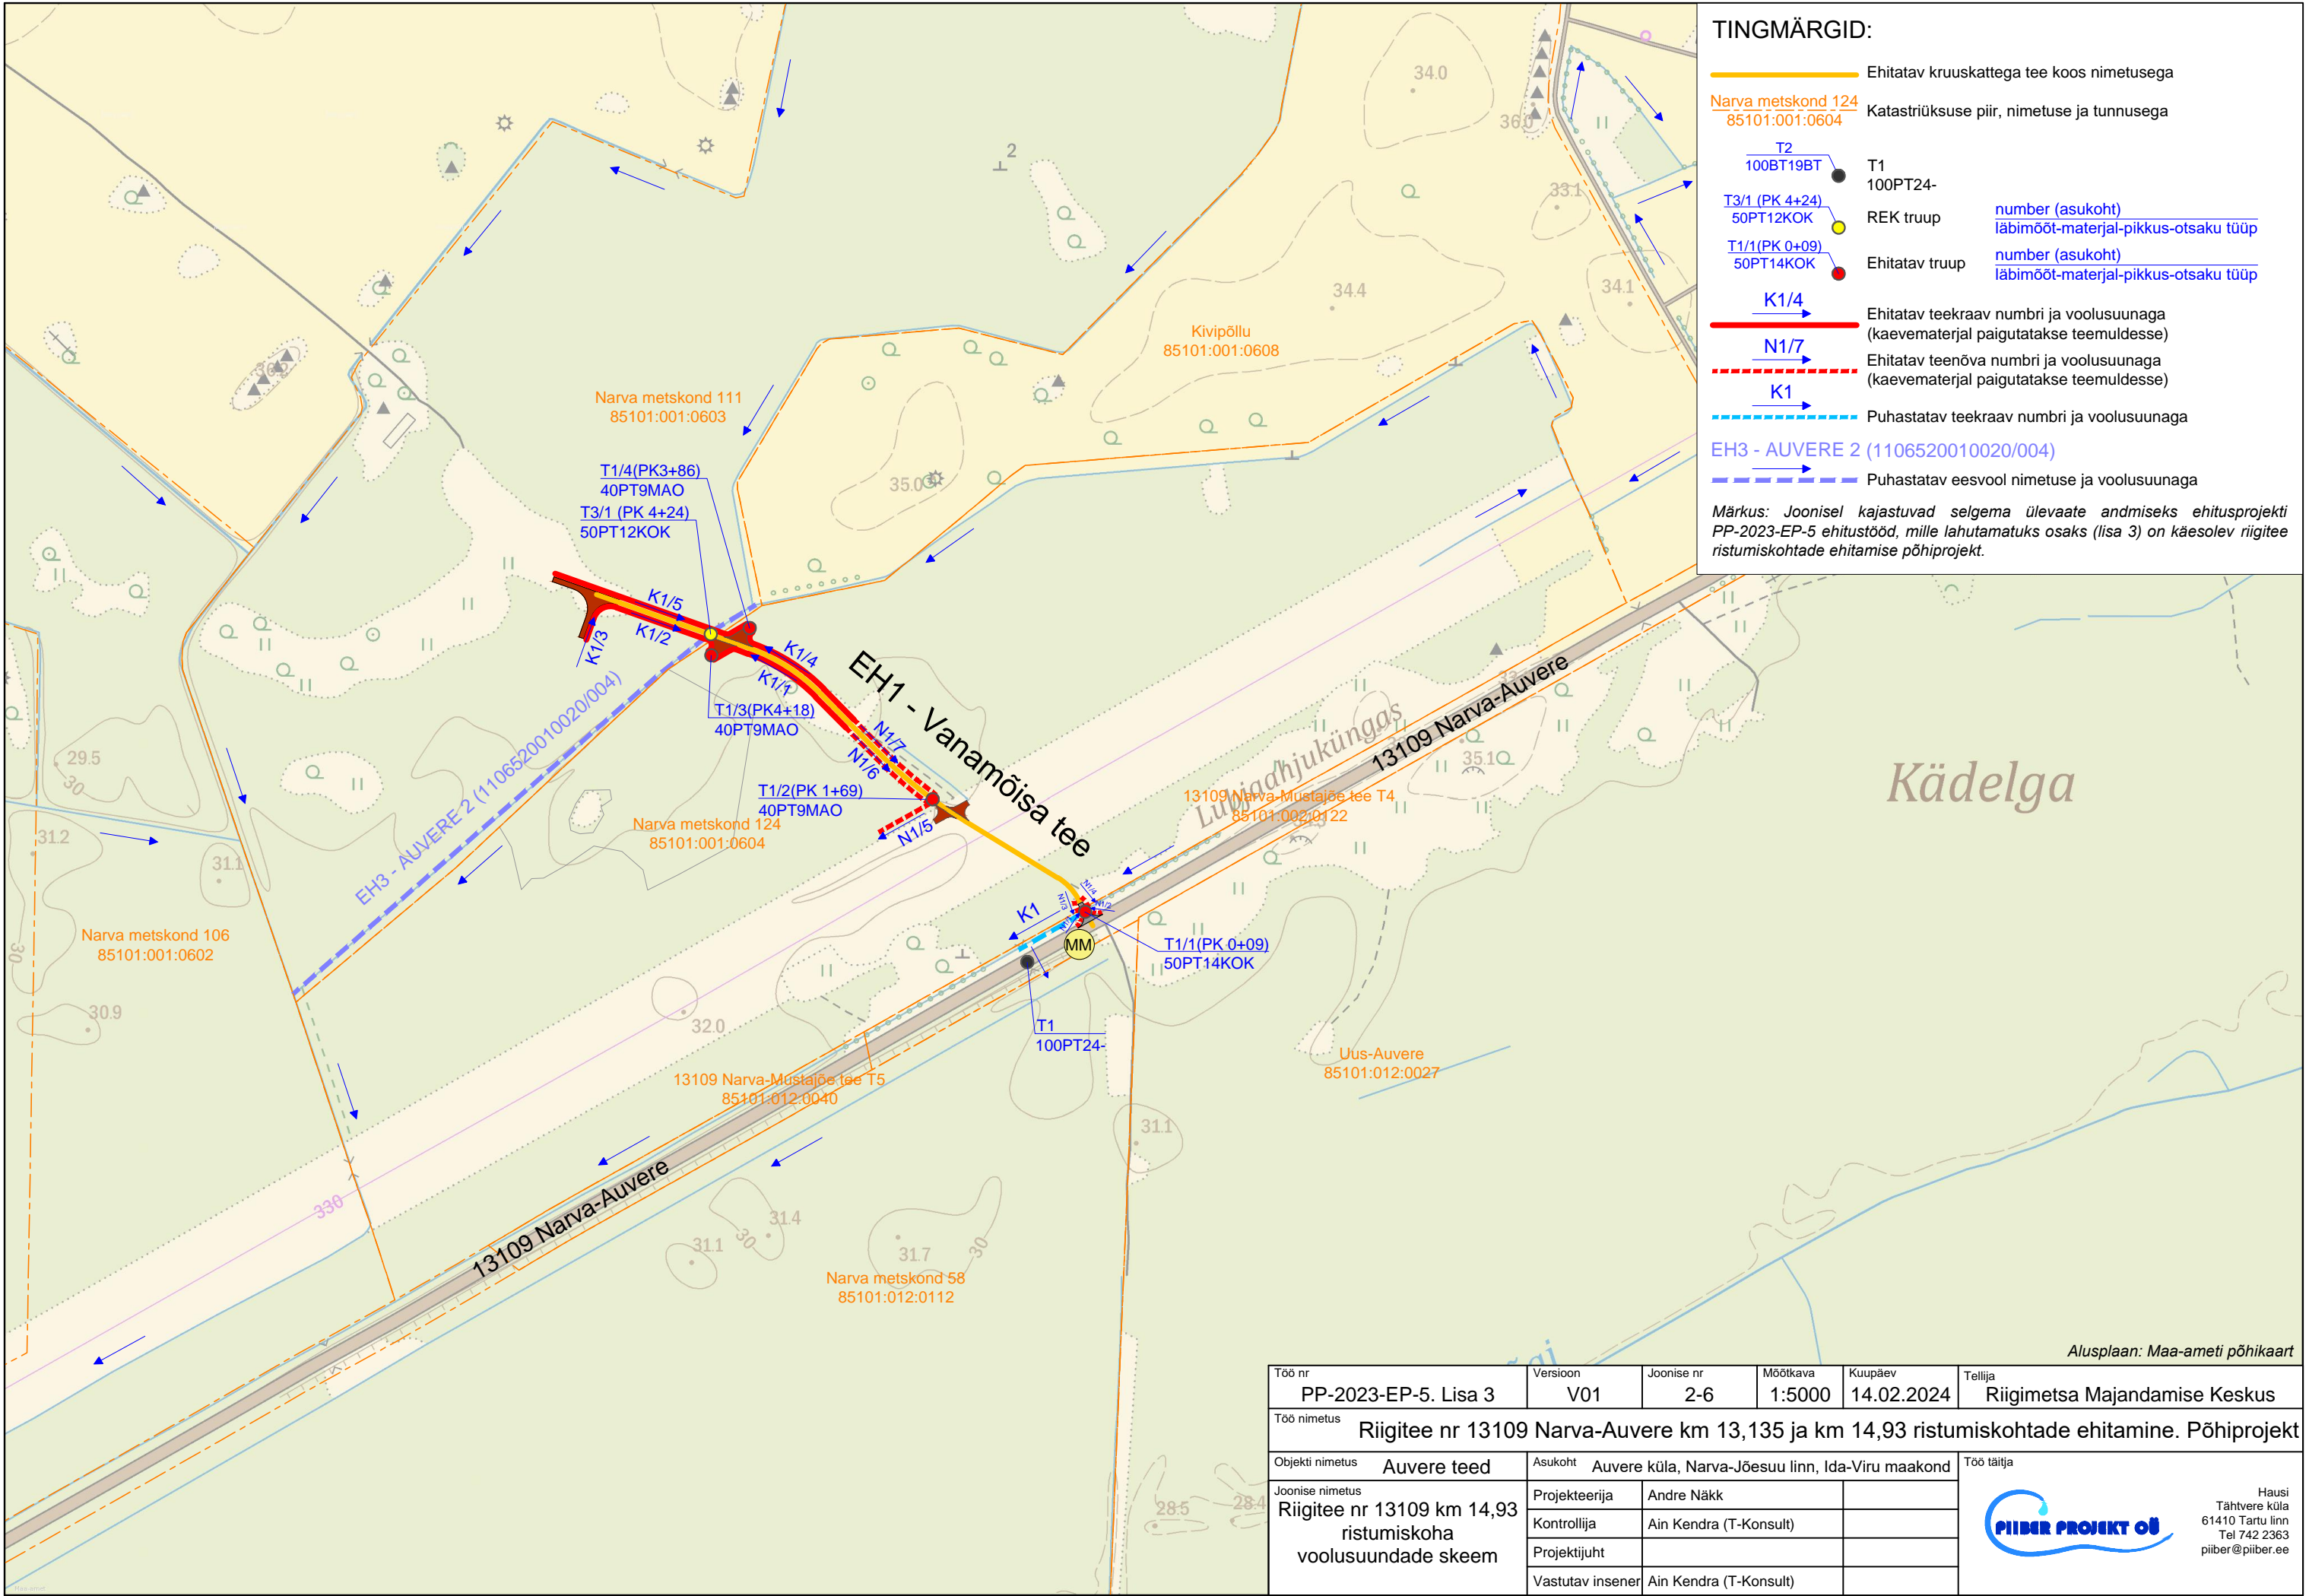 TINGMÄRGID:
Ehitatav kruuskattega tee koos nimetusega
Narva metskond 124
85101:001:0604
Katastriüksuse piir, nimetuse ja tunnusega
T2
100BT19BT
T1
100PT24-
T3/1 (PK 4+24)
50PT12KOK
REK truup
number (asukoht)
läbimõõt-materjal-pikkus-otsaku tüüp
T1/1(PK 0+09)
50PT14KOK
Ehitatav truup
number (asukoht)
läbimõõt-materjal-pikkus-otsaku tüüp
K1/4
Ehitatav teekraav numbri ja voolusuunaga
(kaevematerjal paigutatakse teemuldesse)
N1/7
Ehitatav teenõva numbri ja voolusuunaga
(kaevematerjal paigutatakse teemuldesse)
K1
Puhastatav teekraav numbri ja voolusuunaga
EH3 - AUVERE 2 (1106520010020/004)
Puhastatav eesvool nimetuse ja voolusuunaga
Märkus: Joonisel kajastuvad selgema ülevaate andmiseks ehitusprojekti
PP-2023-EP-5 ehitustööd, mille lahutamatuks osaks (lisa 3) on käesolev riigitee
ristumiskohtade ehitamise põhiprojekt.
34.0
36.0
2
33.1
34.4
34.1
36.2
Kivipõllu
85101:001:0608
Narva metskond 111
85101:001:0603
35.0
T1/4(PK3+86)
40PT9MAO
T3/1 (PK 4+24)
50PT12KOK
K1/5
K1/2
K1/3
K1/4
K1/1
EH1 - Vanamõisa tee
T1/3(PK4+18)
40PT9MAO
N1/7
N1/6
T1/2(PK 1+69)
40PT9MAO
N1/5
Narva metskond 124
85101:001:0604
EH3 - AUVERE 2 (1106520010020/004)
13109 Narva-Auvere
Lubjaahjuküngas
35.1
13109 Narva-Mustajõe tee T4
85101:002:0122
Kädelga
29.5
30
31.2
31.1
Narva metskond 106
85101:001:0602
30
30.9
32.0
K1
N1/3
N1/4
N1/2
MM
T1/1(PK 0+09)
50PT14KOK
T1
100PT24-
Uus-Auvere
85101:012:0027
13109 Narva-Mustajõe tee T5
85101:012:0040
31.1
330
13109 Narva-Auvere
31.4
30
31.1
31.7
30
Narva metskond 58
85101:012:0112
28.5
28.4
Alusplaan: Maa-ameti põhikaart
Töö nr
PP-2023-EP-5. Lisa 3
Versioon
V01
Joonise nr
2-6
Mõõtkava
1:5000
Kuupäev
14.02.2024
Tellija
Riigimetsa Majandamise Keskus
Töö nimetus
Riigitee nr 13109 Narva-Auvere km 13,135 ja km 14,93 ristumiskohtade ehitamine. Põhiprojekt
Objekti nimetus
Auvere teed
Asukoht
Auvere küla, Narva-Jõesuu linn, Ida-Viru maakond
Töö täitja
Joonise nimetus
Riigitee nr 13109 km 14,93
ristumiskoha
voolusuundade skeem
Projekteerija
Andre Näkk
Kontrollija
Ain Kendra (T-Konsult)
Projektijuht
Vastutav insener
Ain Kendra (T-Konsult)
PIIBER PROJEKT OÜ
Hausi
Tähtvere küla
61410 Tartu linn
Tel 742 2363
piiber@piiber.ee
Maa-amet